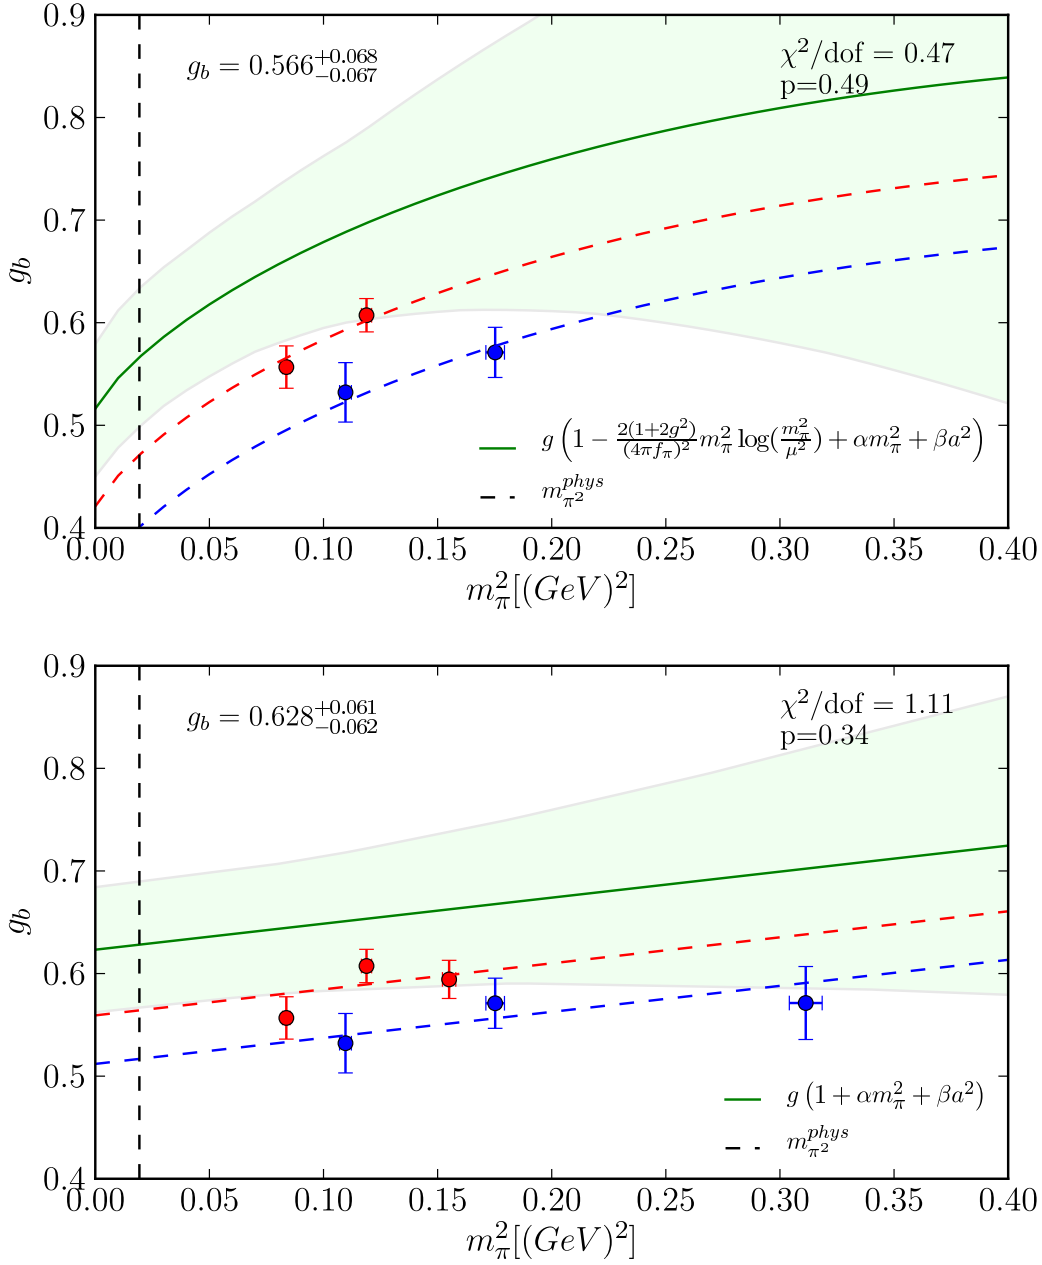 0.9
g_b = 0.566^{+0.068}_{-0.067}
χ²/dof = 0.47
p=0.49
0.8
0.7
g_b
0.6
0.5
g(1 − \frac{2(1+2g²)}{(4πf_π)²}m_π² log(\frac{m_π²}{μ²}) + αm_π² + βa²)
m_{π²}^{phys}
0.4
0.00 0.05 0.10 0.15 0.20 0.25 0.30 0.35 0.40
m_π²[(GeV)²]
0.9
g_b = 0.628^{+0.061}_{-0.062}
χ²/dof = 1.11
p=0.34
0.8
0.7
g_b
0.6
0.5
g(1 + αm_π² + βa²)
m_{π²}^{phys}
0.4
0.00 0.05 0.10 0.15 0.20 0.25 0.30 0.35 0.40
m_π²[(GeV)²]